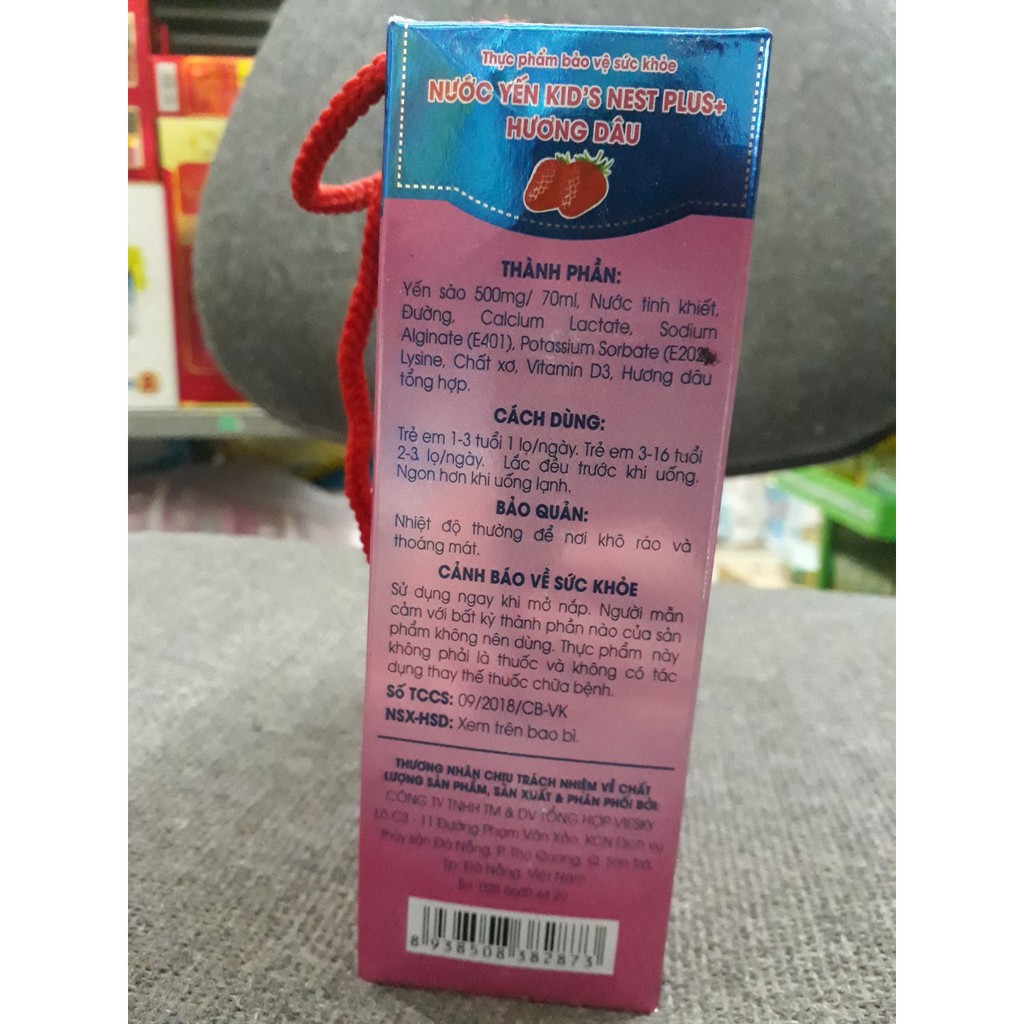 Thực phẩm bảo vệ sức khỏe
NƯỚC YẾN KID'S NEST PLUS+
HƯƠNG DÂU
THÀNH PHẦN:
Yến sào 500mg/ 70ml, Nước tinh khiết,
Đường, Calcium Lactate, Sodium
Alginate (E401), Potassium Sorbate (E202),
Lysine, Chất xơ, Vitamin D3, Hương dâu
tổng hợp.
CÁCH DÙNG:
Trẻ em 1-3 tuổi 1 lọ/ngày. Trẻ em 3-16 tuổi
2-3 lọ/ngày. Lắc đều trước khi uống.
Ngon hơn khi uống lạnh.
BẢO QUẢN:
Nhiệt độ thường để nơi khô ráo và
thoáng mát.
CẢNH BÁO VỀ SỨC KHỎE
Sử dụng ngay khi mở nắp. Người mẫn
cảm với bất kỳ thành phần nào của sản
phẩm không nên dùng. Thực phẩm này
không phải là thuốc và không có tác
dụng thay thế thuốc chữa bệnh.
Số TCCS: 09/2018/CB-VK
NSX-HSD: Xem trên bao bì.
THƯƠNG NHÂN CHỊU TRÁCH NHIỆM VỀ CHẤT
LƯỢNG SẢN PHẨM, SẢN XUẤT & PHÂN PHỐI BỞI:
CÔNG TY TNHH TM & DV TỔNG HỢP VIESKY
Lô C3 - 11 Đường Phạm Văn Xảo, KCN Dịch vụ
Thủy sản Đà Nẵng, P. Thọ Quang, Q. Sơn Trà,
Tp. Đà Nẵng, Việt Nam
8 938508 382873